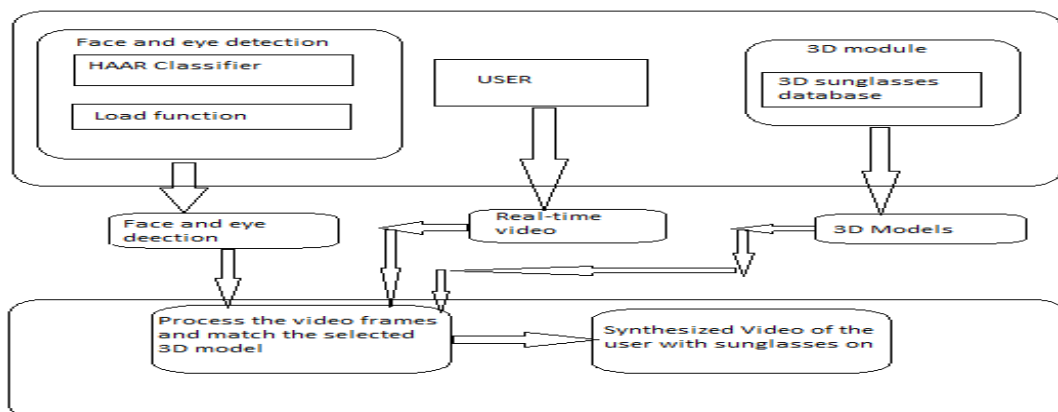 Face and eye detection
HAAR Classifier
Load function
USER
3D module
3D sunglasses
database
Face and eye
deection
Real-time
video
3D Models
Process the video frames
and match the selected
3D model
Synthesized Video of the
user with sunglasses on